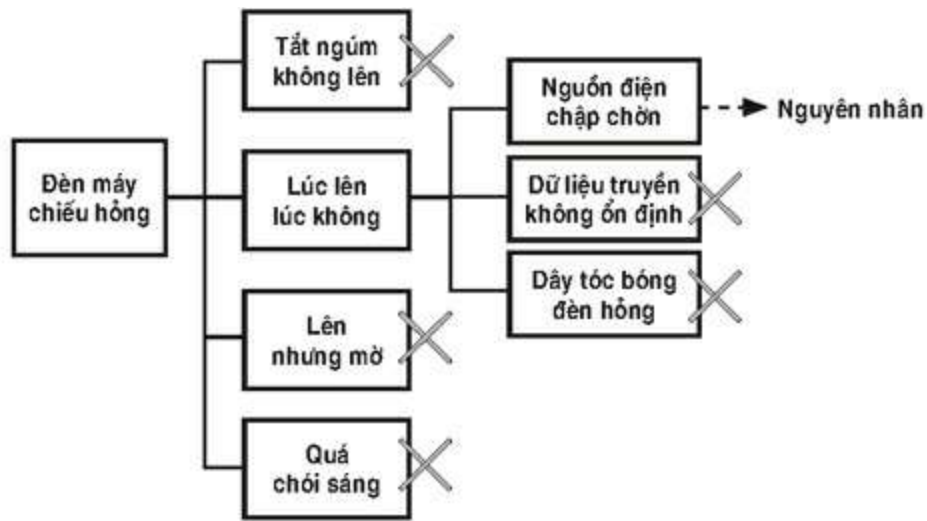 Đèn máy
chiếu hỏng
Tắt ngúm
không lên
Lúc lên
lúc không
Lên
nhưng mờ
Quá
chói sáng
Nguồn điện
chập chờn
Dữ liệu truyền
không ổn định
Dây tóc bóng
đèn hỏng
Nguyên nhân